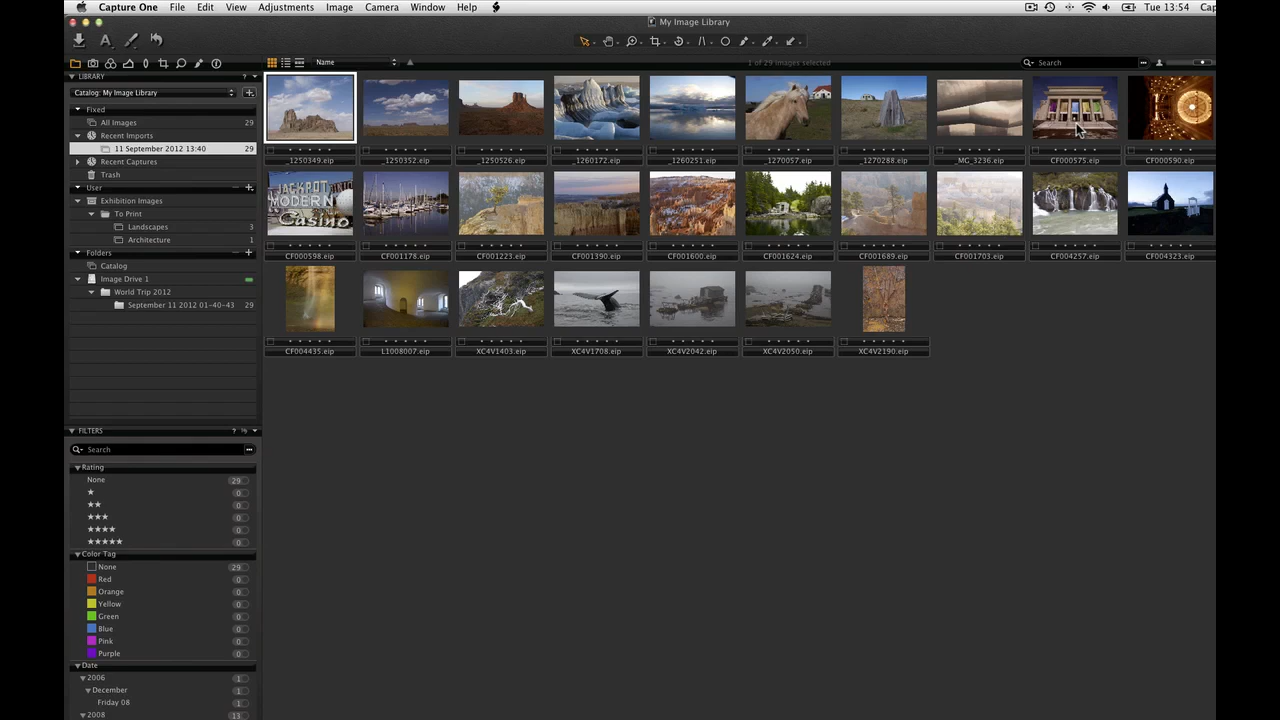 Capture One File Edit View Adjustments Image Camera Window Help Tue 13:54 Cap
My Image Library
Name 1 of 29 images selected Search
LIBRARY ?
Catalog: My Image Library
Fixed
All Images 29
Recent Imports
11 September 2012 13:40 29
Recent Captures
Trash
User
Exhibition Images
To Print
Landscapes 3
Architecture 1
Folders
Catalog
Image Drive 1
World Trip 2012
September 11 2012 01-40-43 29
_1250349.eip _1250352.eip _1250526.eip _1260172.eip _1260251.eip _1270057.eip _1270288.eip _MG_3236.eip CF000575.eip CF000590.eip
JACKPOT
MODERN
Casino
CF000598.eip CF001178.eip CF001223.eip CF001390.eip CF001600.eip CF001624.eip CF001689.eip CF001703.eip CF004257.eip CF004323.eip
CF004435.eip L1008007.eip XC4V1403.eip XC4V1708.eip XC4V2042.eip XC4V2050.eip XC4V2190.eip
FILTERS ?
Search
Rating
None 29
★ 0
★★ 0
★★★ 0
★★★★ 0
★★★★★ 0
Color Tag
None 29
Red 0
Orange 0
Yellow 0
Green 0
Blue 0
Pink 0
Purple 0
Date
2006 1
December 1
Friday 08 1
2008 13